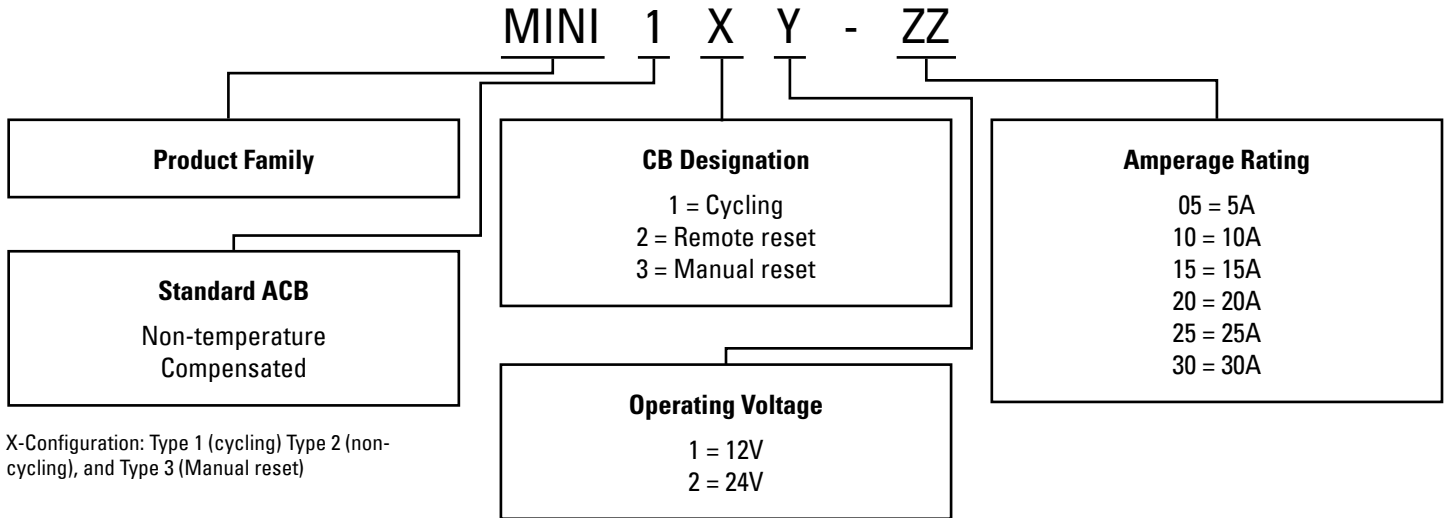 MINI 1 X Y - ZZ
Product Family
Standard ACB
Non-temperature
Compensated
X-Configuration: Type 1 (cycling) Type 2 (non-
cycling), and Type 3 (Manual reset)
CB Designation
1 = Cycling
2 = Remote reset
3 = Manual reset
Operating Voltage
1 = 12V
2 = 24V
Amperage Rating
05 = 5A
10 = 10A
15 = 15A
20 = 20A
25 = 25A
30 = 30A